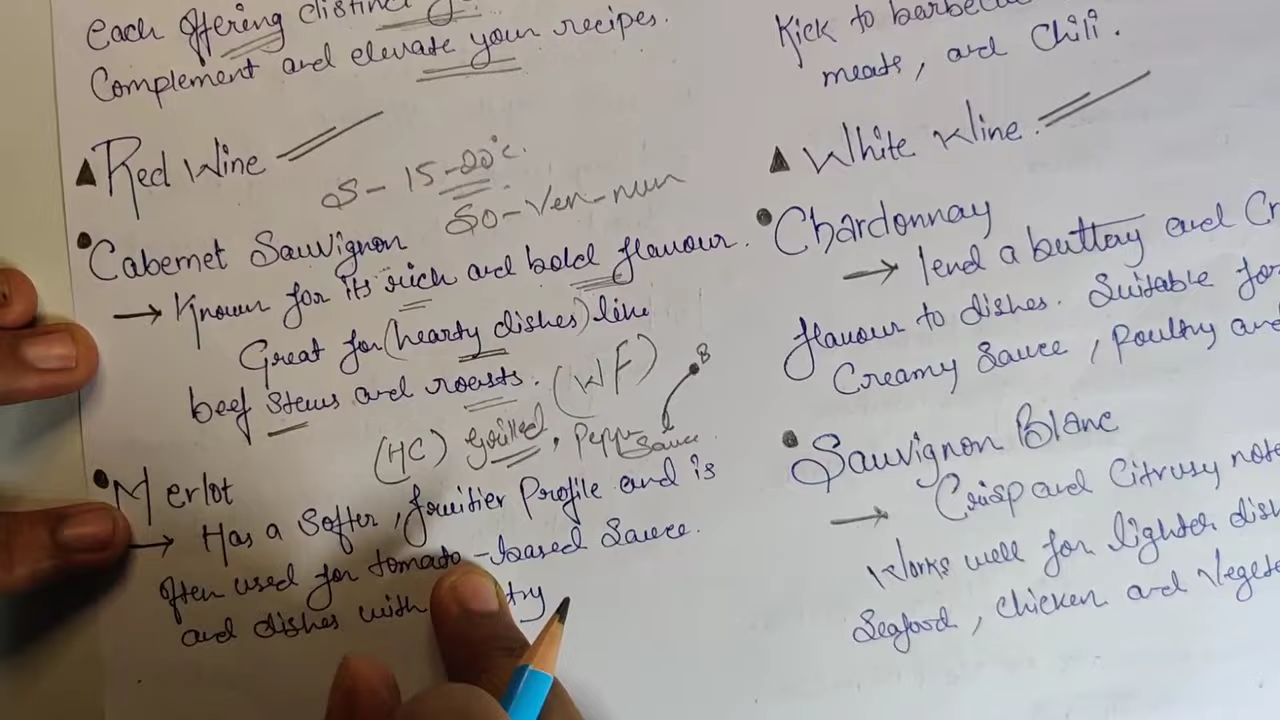 each offering distinct
Complement and elevate your recipes.
Red Wine
S - 15-20°C.
So-Ven-nun
Cabernet Sauvignon
→ Known for its rich and bold flavour.
Great for (hearty dishes) like
beef stews and roasts. (WF)
B
(HC) Grilled, Pepper Sauce
Merlot
→ Has a Softer, fruitier Profile and is
Often used for tomato-based Sauce.
and dishes with
Kick to
meats, and Chili.
White Wine.
Chardonnay
→ lend a buttery and
flavour to dishes. Suitable for
Creamy Sauce, Poultry and
Sauvignon Blanc
→ Crisp and Citrusy
Works well for lighter
Seafood, Chicken and